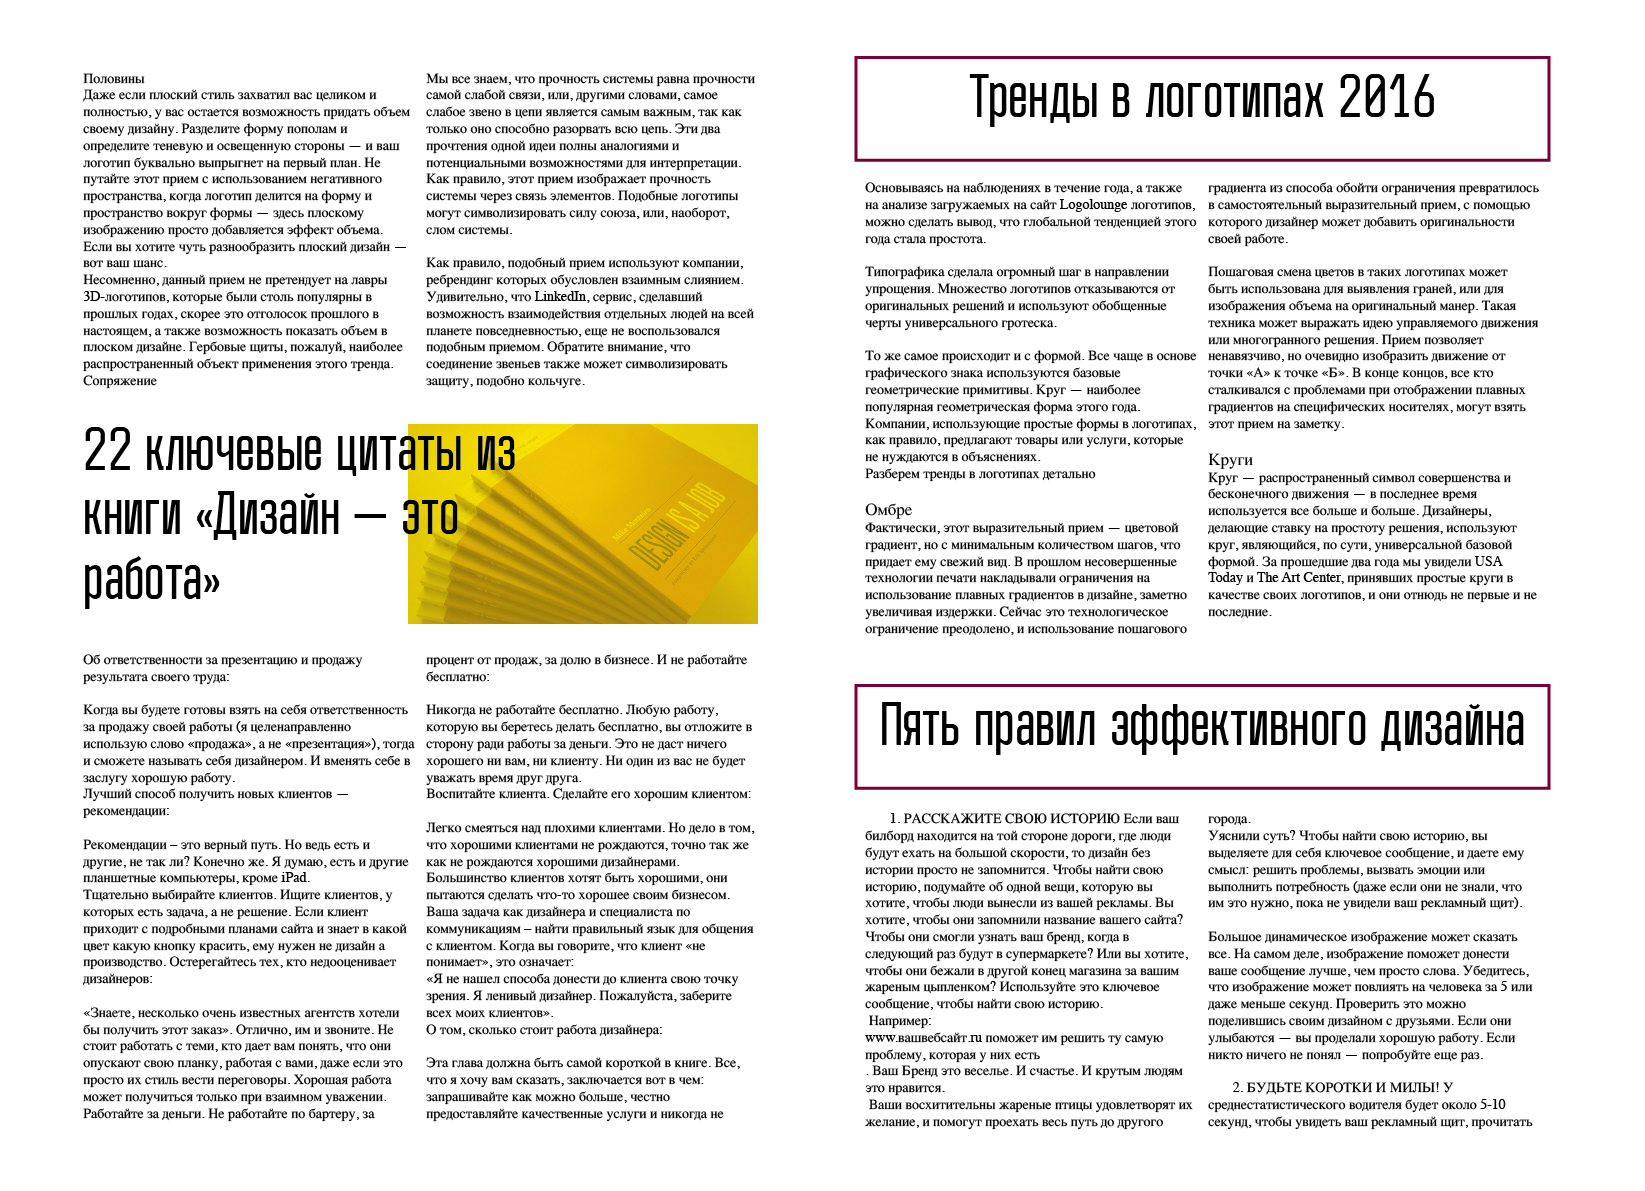 Половины
Даже если плоский стиль захватил вас целиком и
полностью, у вас остается возможность придать объем
своему дизайну. Разделите форму пополам и
определите теневую и освещенную стороны — и ваш
логотип буквально выпрыгнет на первый план. Не
путайте этот прием с использованием негативного
пространства, когда логотип делится на форму и
пространство вокруг формы — здесь плоскому
изображению просто добавляется эффект объема.
Если вы хотите чуть разнообразить плоский дизайн —
вот ваш шанс.
Несомненно, данный прием не претендует на лавры
3D-логотипов, которые были столь популярны в
прошлых годах, скорее это отголосок прошлого в
настоящем, а также возможность показать объем в
плоском дизайне. Гербовые щиты, пожалуй, наиболее
распространенный объект применения этого тренда.
Сопряжение
Мы все знаем, что прочность системы равна прочности
самой слабой связи, или, другими словами, самое
слабое звено в цепи является самым важным, так как
только оно способно разорвать всю цепь. Эти два
прочтения одной идеи полны аналогиями и
потенциальными возможностями для интерпретации.
Как правило, этот прием изображает прочность
системы через связь элементов. Подобные логотипы
могут символизировать силу союза, или, наоборот,
слом системы.
Как правило, подобный прием используют компании,
ребрендинг которых обусловлен взаимным слиянием.
Удивительно, что LinkedIn, сервис, сделавший
возможность взаимодействия отдельных людей на всей
планете повседневностью, еще не воспользовался
подобным приемом. Обратите внимание, что
соединение звеньев также может символизировать
защиту, подобно кольчуге.
22 ключевые цитаты из
книги «Дизайн — это
работа»
Mike Monteiro
DESIGN IS A JOB
Об ответственности за презентацию и продажу
результата своего труда:
Когда вы будете готовы взять на себя ответственность
за продажу своей работы (я целенаправленно
использую слово «продажа», а не «презентация»), тогда
и сможете называть себя дизайнером. И вменять себе в
заслугу хорошую работу.
Лучший способ получить новых клиентов —
рекомендации:
Рекомендации – это верный путь. Но ведь есть и
другие, не так ли? Конечно же. Я думаю, есть и другие
планшетные компьютеры, кроме iPad.
Тщательно выбирайте клиентов. Ищите клиентов, у
которых есть задача, а не решение. Если клиент
приходит с подробными планами сайта и знает в какой
цвет какую кнопку красить, ему нужен не дизайн а
производство. Остерегайтесь тех, кто недооценивает
дизайнеров:
«Знаете, несколько очень известных агентств хотели
бы получить этот заказ». Отлично, им и звоните. Не
стоит работать с теми, кто дает вам понять, что они
опускают свою планку, работая с вами, даже если это
просто их стиль вести переговоры. Хорошая работа
может получиться только при взаимном уважении.
Работайте за деньги. Не работайте по бартеру, за
процент от продаж, за долю в бизнесе. И не работайте
бесплатно:
Никогда не работайте бесплатно. Любую работу,
которую вы беретесь делать бесплатно, вы отложите в
сторону ради работы за деньги. Это не даст ничего
хорошего ни вам, ни клиенту. Ни один из вас не будет
уважать время друг друга.
Воспитайте клиента. Сделайте его хорошим клиентом:
Легко смеяться над плохими клиентами. Но дело в том,
что хорошими клиентами не рождаются, точно так же
как не рождаются хорошими дизайнерами.
Большинство клиентов хотят быть хорошими, они
пытаются сделать что-то хорошее своим бизнесом.
Ваша задача как дизайнера и специалиста по
коммуникациям – найти правильный язык для общения
с клиентом. Когда вы говорите, что клиент «не
понимает», это означает:
«Я не нашел способа донести до клиента свою точку
зрения. Я ленивый дизайнер. Пожалуйста, заберите
всех моих клиентов».
О том, сколько стоит работа дизайнера:
Эта глава должна быть самой короткой в книге. Все,
что я хочу вам сказать, заключается вот в чем:
запрашивайте как можно больше, честно
предоставляйте качественные услуги и никогда не
Тренды в логотипах 2016
Основываясь на наблюдениях в течение года, а также
на анализе загружаемых на сайт Logolounge логотипов,
можно сделать вывод, что глобальной тенденцией этого
года стала простота.
Типографика сделала огромный шаг в направлении
упрощения. Множество логотипов отказываются от
оригинальных решений и используют обобщенные
черты универсального гротеска.
То же самое происходит и с формой. Все чаще в основе
графического знака используются базовые
геометрические примитивы. Круг — наиболее
популярная геометрическая форма этого года.
Компании, использующие простые формы в логотипах,
как правило, предлагают товары или услуги, которые
не нуждаются в объяснениях.
Разберем тренды в логотипах детально
Омбре
Фактически, этот выразительный прием — цветовой
градиент, но с минимальным количеством шагов, что
придает ему свежий вид. В прошлом несовершенные
технологии печати накладывали ограничения на
использование плавных градиентов в дизайне, заметно
увеличивая издержки. Сейчас это технологическое
ограничение преодолено, и использование пошагового
градиента из способа обойти ограничения превратилось
в самостоятельный выразительный прием, с помощью
которого дизайнер может добавить оригинальности
своей работе.
Пошаговая смена цветов в таких логотипах может
быть использована для выявления граней, или для
изображения объема на оригинальный манер. Такая
техника может выражать идею управляемого движения
или многогранного решения. Прием позволяет
ненавязчиво, но очевидно изобразить движение от
точки «А» к точке «Б». В конце концов, все кто
сталкивался с проблемами при отображении плавных
градиентов на специфических носителях, могут взять
этот прием на заметку.
Круги
Круг — распространенный символ совершенства и
бесконечного движения — в последнее время
используется все больше и больше. Дизайнеры,
делающие ставку на простоту решения, используют
круг, являющийся, по сути, универсальной базовой
формой. За прошедшие два года мы увидели USA
Today и The Art Center, принявших простые круги в
качестве своих логотипов, и они отнюдь не первые и не
последние.
Пять правил эффективного дизайна
1. РАССКАЖИТЕ СВОЮ ИСТОРИЮ Если ваш
билборд находится на той стороне дороги, где люди
будут ехать на большой скорости, то дизайн без
истории просто не запомнится. Чтобы найти свою
историю, подумайте об одной вещи, которую вы
хотите, чтобы люди вынесли из вашей рекламы. Вы
хотите, чтобы они запомнили название вашего сайта?
Чтобы они смогли узнать ваш бренд, когда в
следующий раз будут в супермаркете? Или вы хотите,
чтобы они бежали в другой конец магазина за вашим
жареным цыпленком? Используйте это ключевое
сообщение, чтобы найти свою историю.
Например:
www.вашвебсайт.ru поможет им решить ту самую
проблему, которая у них есть
. Ваш Бренд это веселье. И счастье. И крутым людям
это нравится.
Ваши восхитительны жареные птицы удовлетворят их
желание, и помогут проехать весь путь до другого
города.
Уяснили суть? Чтобы найти свою историю, вы
выделяете для себя ключевое сообщение, и даете ему
смысл: решить проблемы, вызвать эмоции или
выполнить потребность (даже если они не знали, что
им это нужно, пока не увидели ваш рекламный щит).
Большое динамическое изображение может сказать
все. На самом деле, изображение поможет донести
ваше сообщение лучше, чем просто слова. Убедитесь,
что изображение может повлиять на человека за 5 или
даже меньше секунд. Проверить это можно
поделившись своим дизайном с друзьями. Если они
улыбаются — вы проделали хорошую работу. Если
никто ничего не понял — попробуйте еще раз.
2. БУДЬТЕ КОРОТКИ И МИЛЫ! У
среднестатистического водителя будет около 5-10
секунд, чтобы увидеть ваш рекламный щит, прочитать